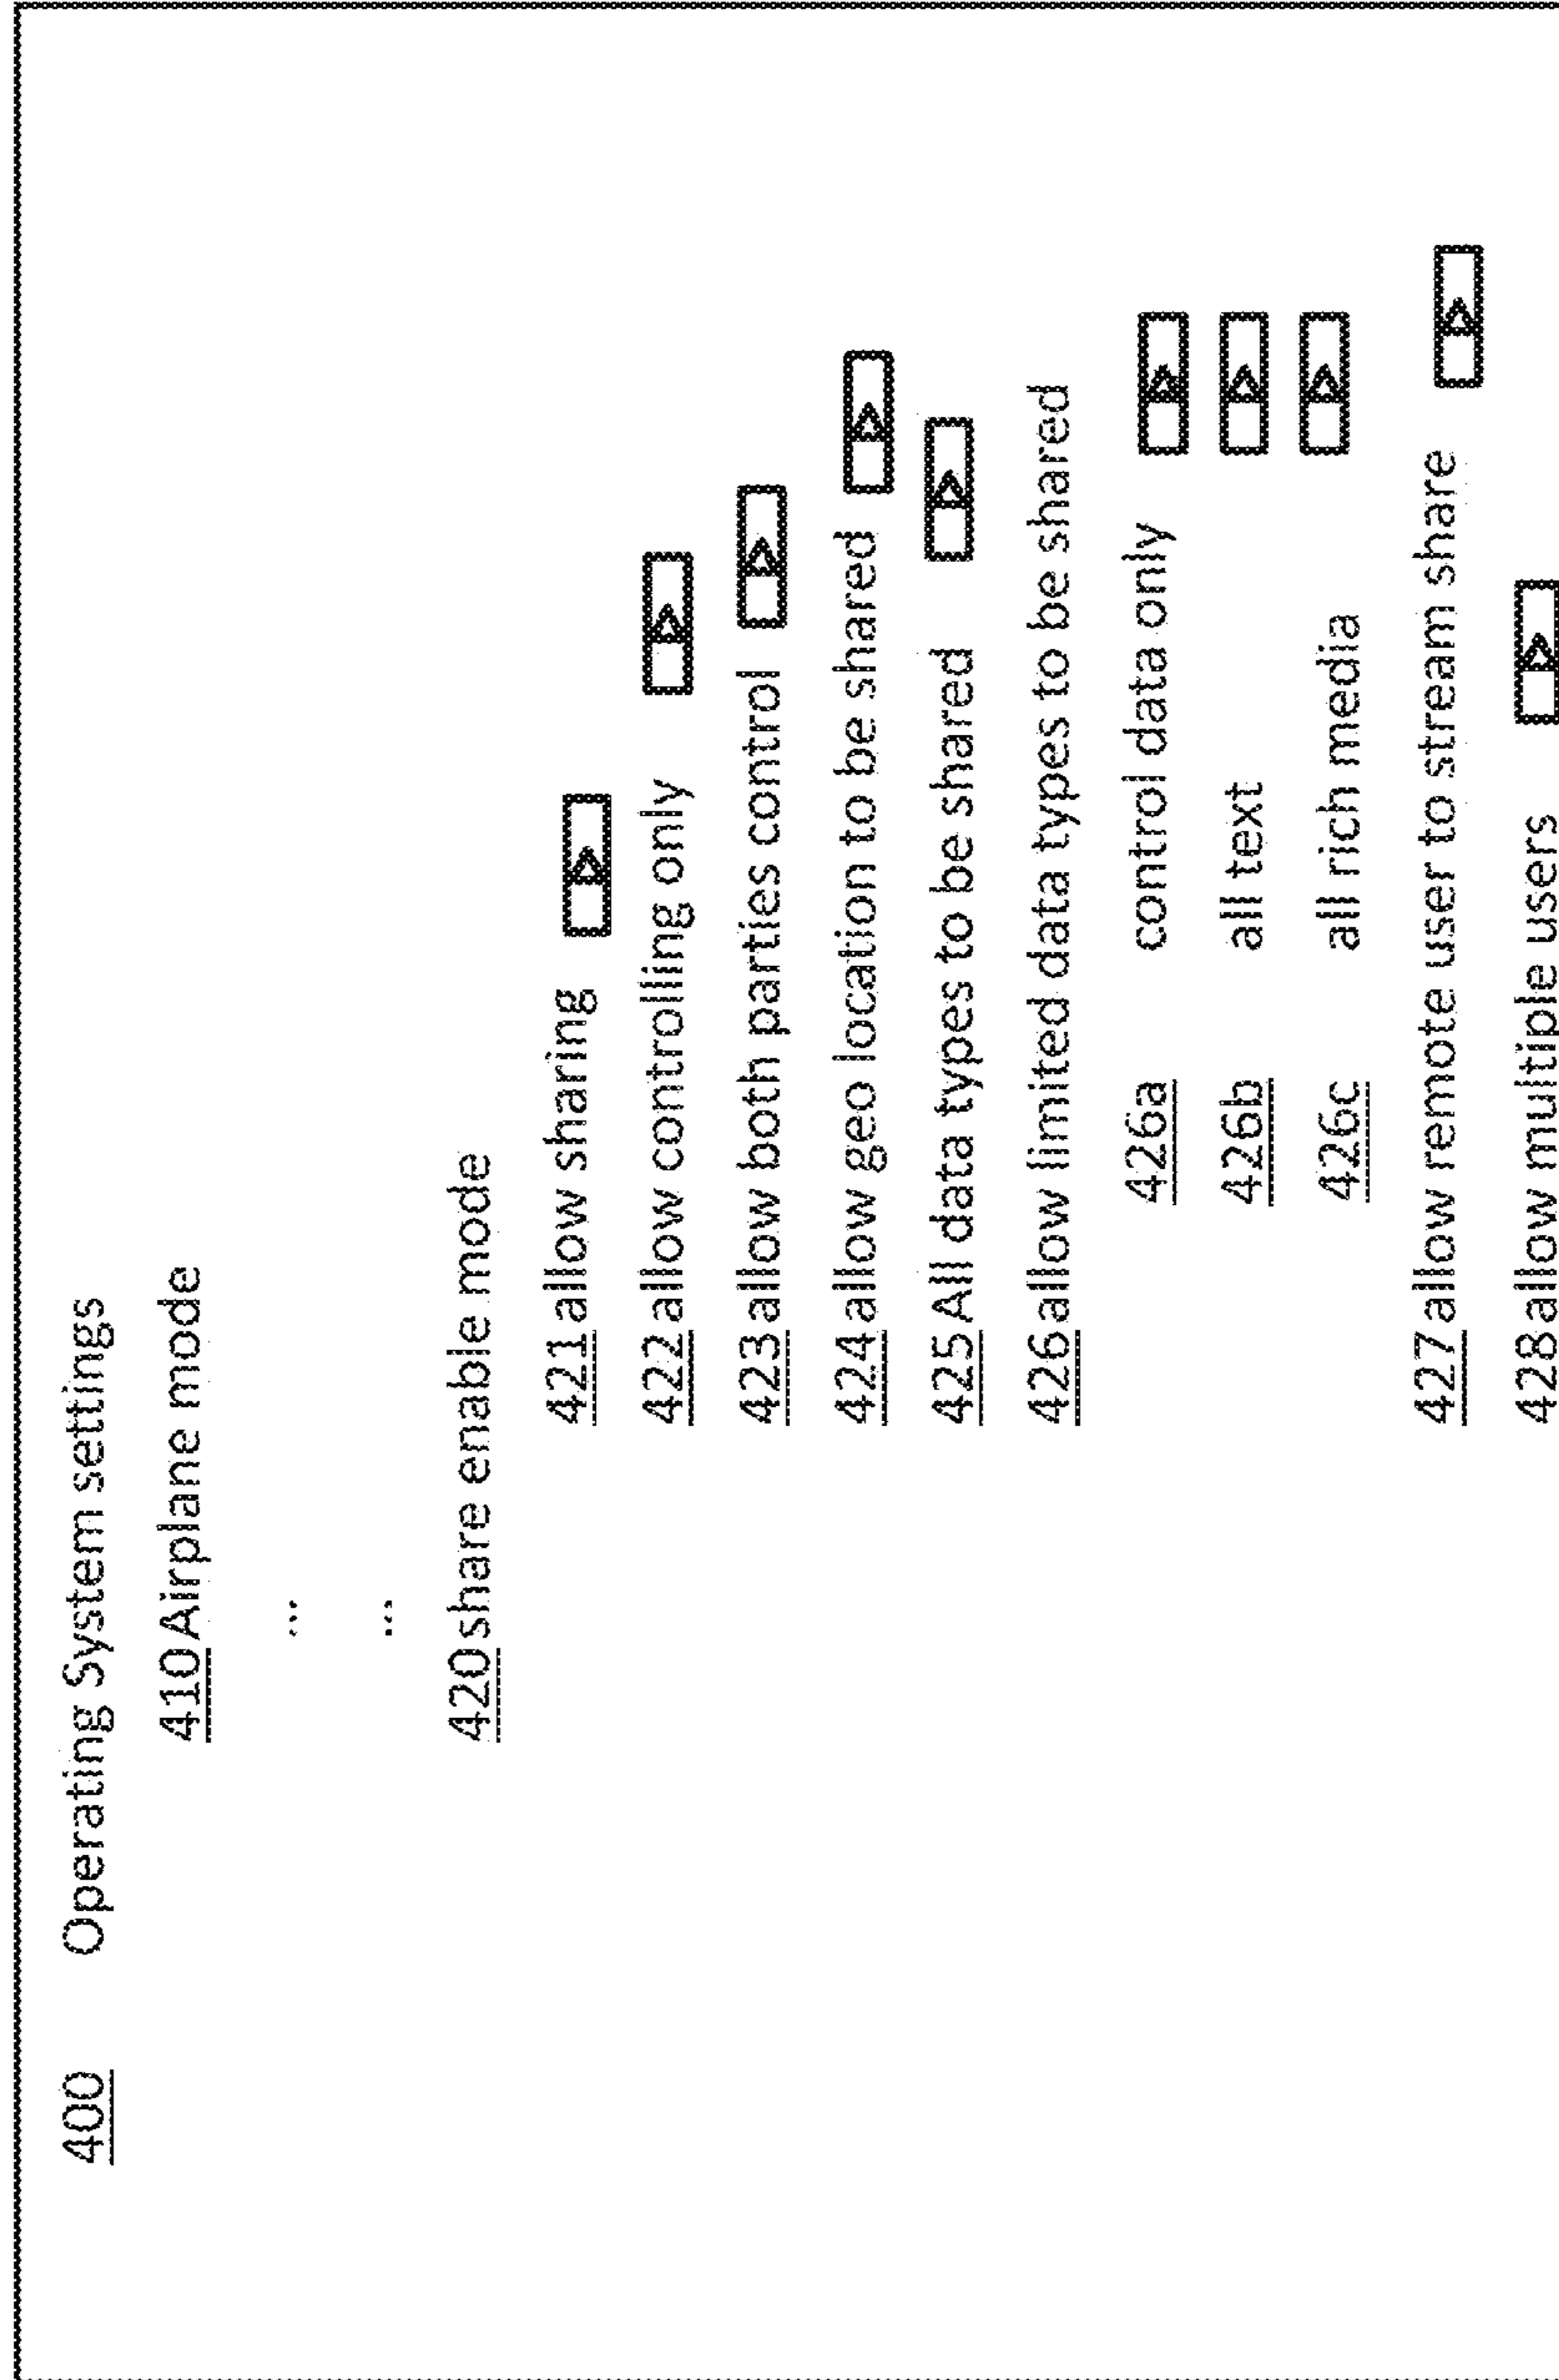 400 Operating System settings
410 Airplane mode
...
...
420 share enable mode
421 allow sharing
422 allow controlling only
423 allow both parties control
424 allow geo location to be shared
425 All data types to be shared
426 allow limited data types to be shared
426a control data only
426b all text
426c all rich media
427 allow remote user to stream share
428 allow multiple users